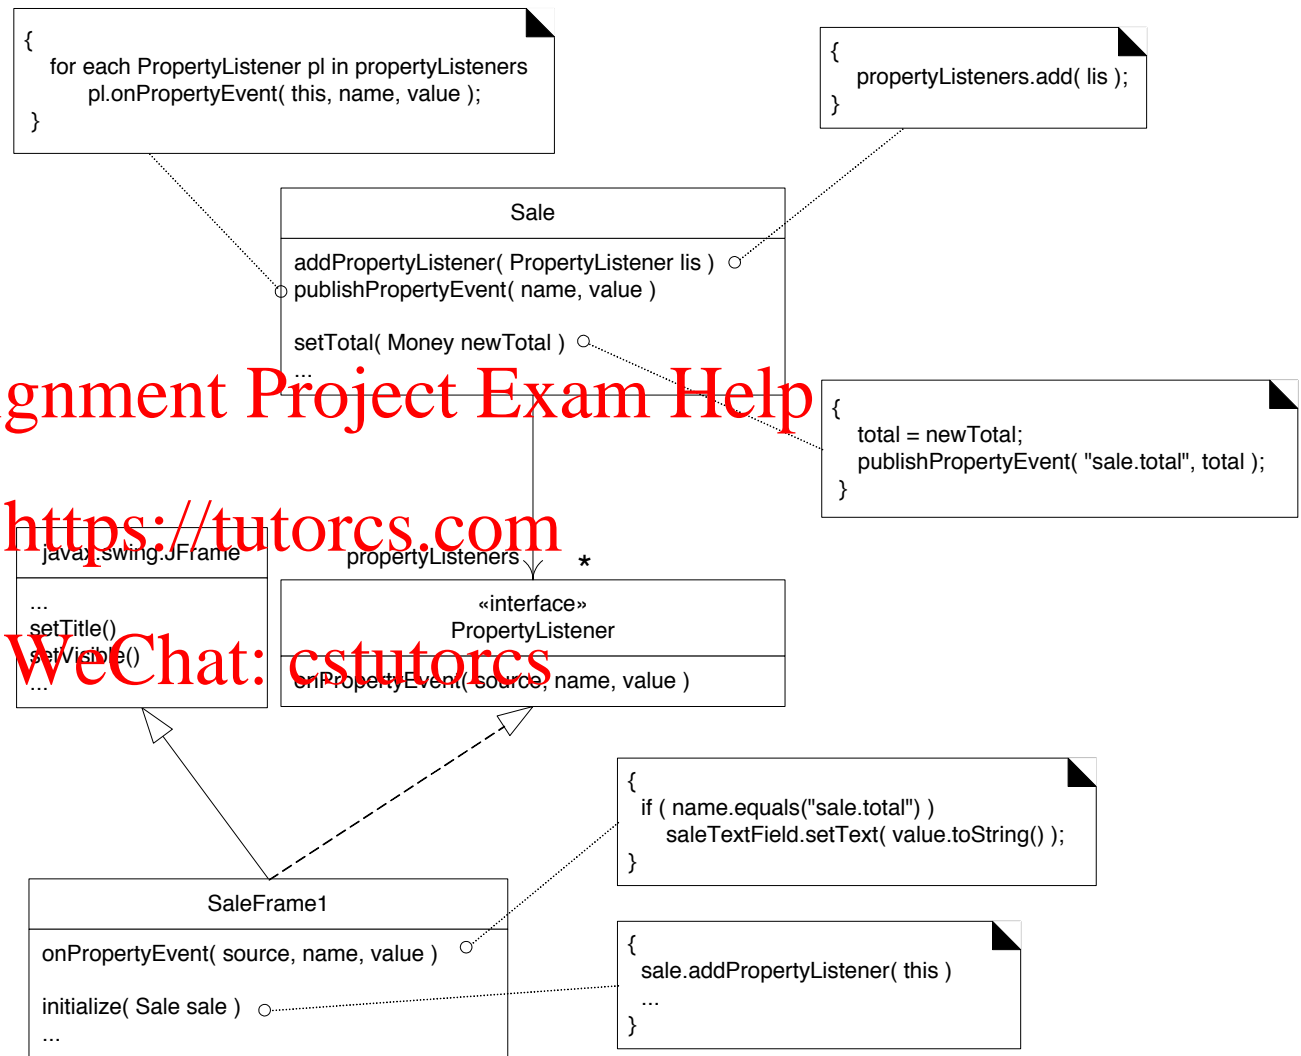 {
for each PropertyListener pl in propertyListeners
pl.onPropertyEvent( this, name, value );
}
{
propertyListeners.add( lis );
}
Sale
addPropertyListener( PropertyListener lis )
publishPropertyEvent( name, value )
setTotal( Money newTotal )
...
gnment Project Exam Help
{
total = newTotal;
publishPropertyEvent( "sale.total", total );
}
https://tutorcs.com
javax.swing.JFrame
...
setTitle()
setVisible()
...
propertyListeners
*
«interface»
PropertyListener
onPropertyEvent( source, name, value )
WeChat: cstutorcs
{
if ( name.equals("sale.total") )
saleTextField.setText( value.toString() );
}
SaleFrame1
onPropertyEvent( source, name, value )
initialize( Sale sale )
...
{
sale.addPropertyListener( this )
...
}